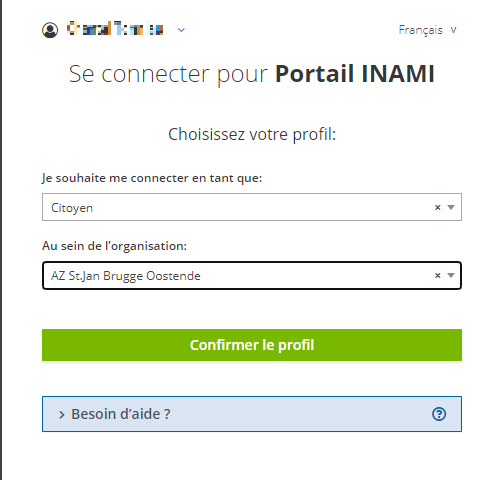 Français
Se connecter pour Portail INAMI
Choisissez votre profil:
Je souhaite me connecter en tant que:
Citoyen ×
Au sein de l'organisation:
AZ St.Jan Brugge Oostende ×
Confirmer le profil
Besoin d'aide ? ?